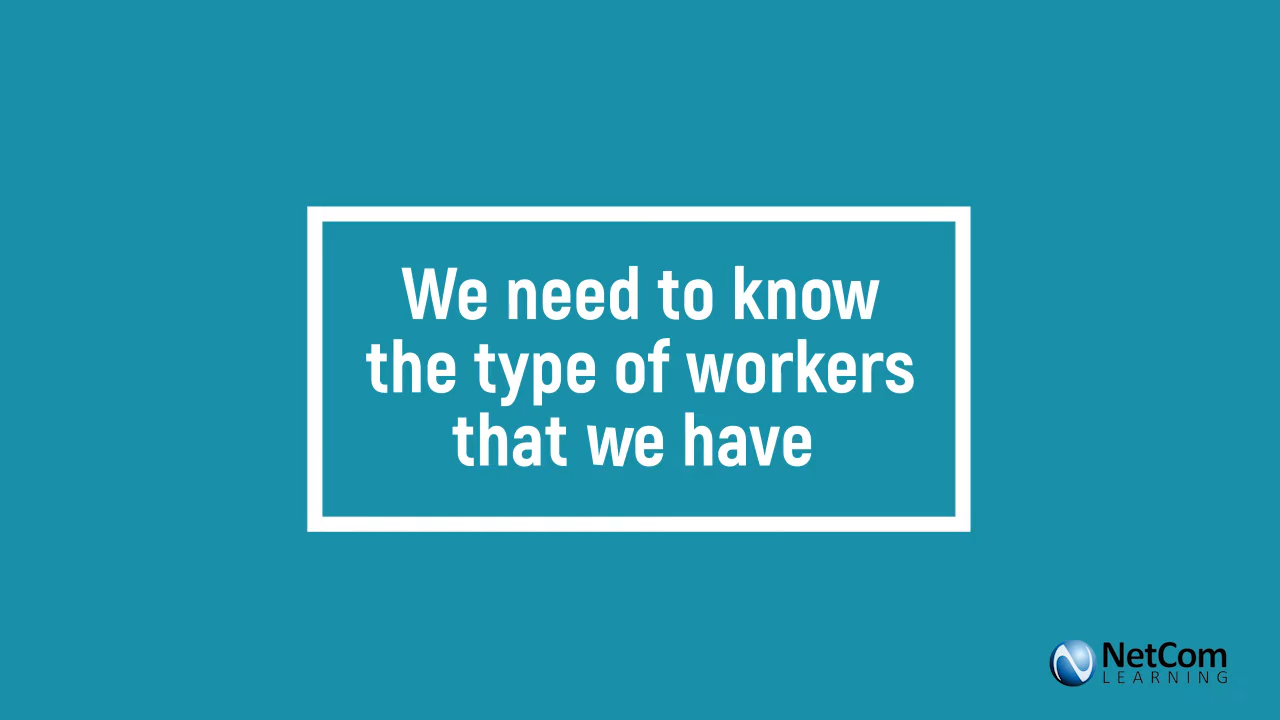 We need to know
the type of workers
that we have
NetCom
LEARNING